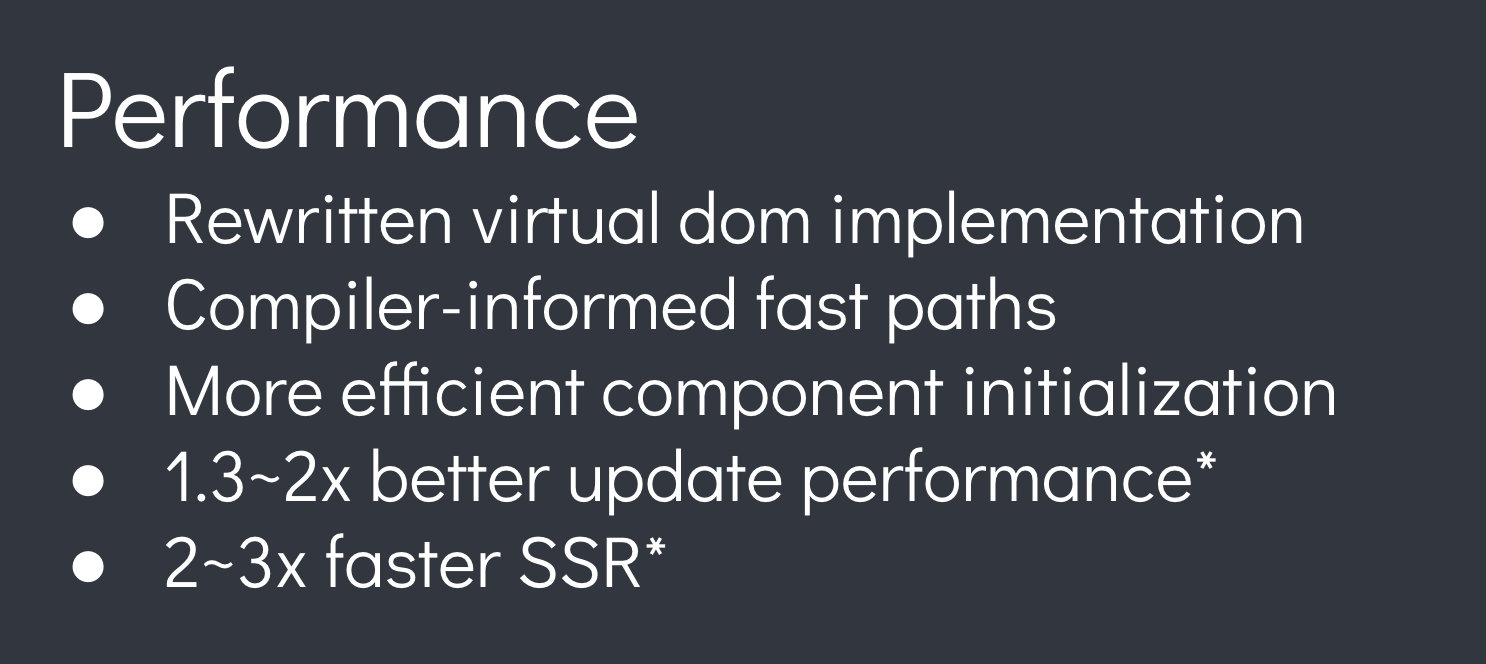 Performance
● Rewritten virtual dom implementation
● Compiler-informed fast paths
● More efficient component initialization
● 1.3~2x better update performance*
● 2~3x faster SSR*